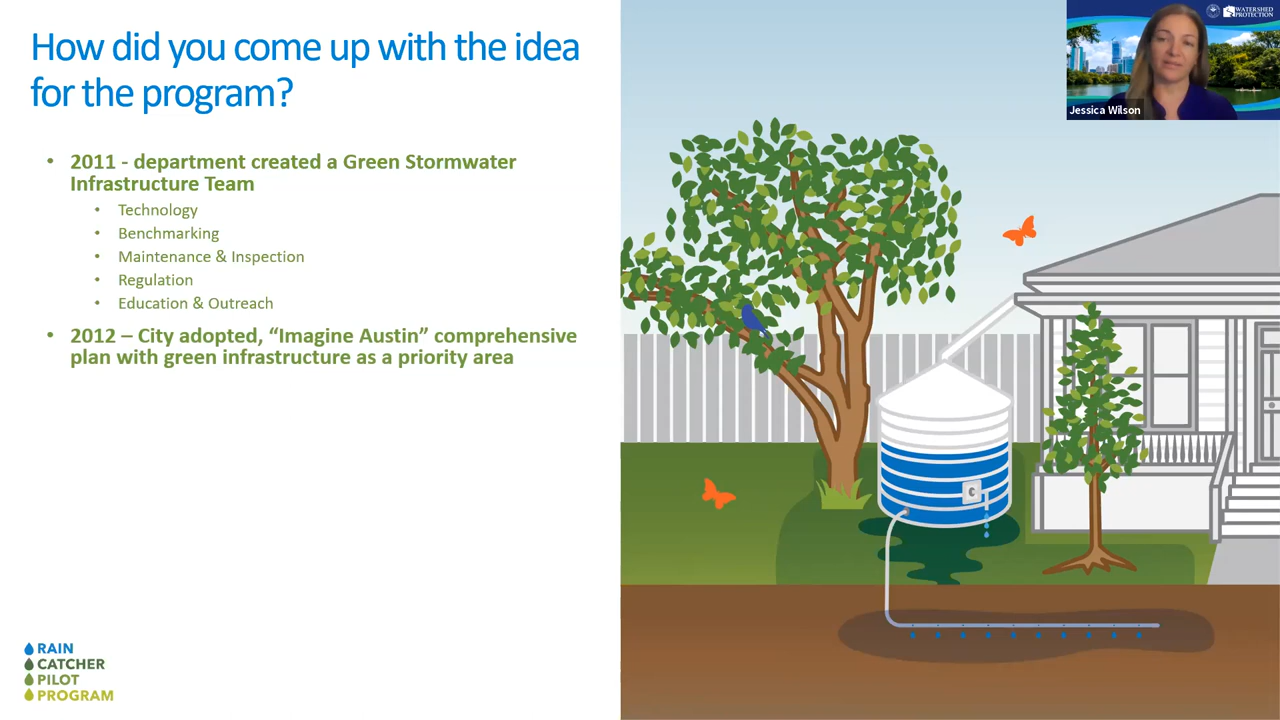 How did you come up with the idea
for the program?
• 2011 - department created a Green Stormwater
Infrastructure Team
• Technology
• Benchmarking
• Maintenance & Inspection
• Regulation
• Education & Outreach
• 2012 – City adopted, “Imagine Austin” comprehensive
plan with green infrastructure as a priority area
RAIN
CATCHER
PILOT
PROGRAM
WATERSHED
PROTECTION
Jessica Wilson